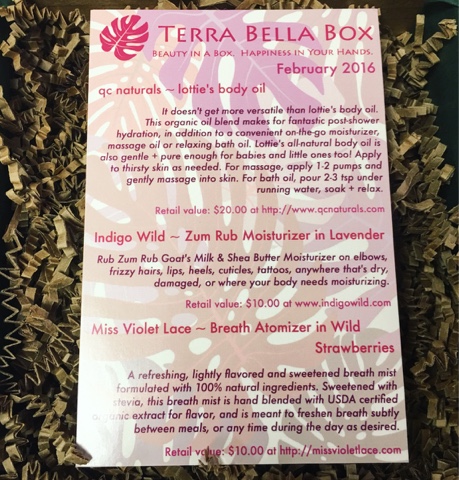 TERRA BELLA BOX
BEAUTY IN A BOX. HAPPINESS IN YOUR HANDS.
February 2016
qc naturals ~ lottie's body oil
It doesn't get more versatile than lottie's body oil.
This organic oil blend makes for fantastic post-shower
hydration, in addition to a convenient on-the-go moisturizer,
massage oil or relaxing bath oil. Lottie's all-natural body oil is
also gentle + pure enough for babies and little ones too! Apply
to thirsty skin as needed. For massage, apply 1-2 pumps and
gently massage into skin. For bath oil, pour 2-3 tsp under
running water, soak + relax.
Retail value: $20.00 at http://www.qcnaturals.com
Indigo Wild ~ Zum Rub Moisturizer in Lavender
Rub Zum Rub Goat's Milk & Shea Butter Moisturizer on elbows,
frizzy hairs, lips, heels, cuticles, tattoos, anywhere that's dry,
damaged, or where your body needs moisturizing.
Retail value: $10.00 at www.indigowild.com
Miss Violet Lace ~ Breath Atomizer in Wild
Strawberries
A refreshing, lightly flavored and sweetened breath mist
formulated with 100% natural ingredients. Sweetened with
stevia, this breath mist is hand blended with USDA certified
organic extract for flavor, and is meant to freshen breath subtly
between meals, or any time during the day as desired.
Retail value: $10.00 at http://missvioletlace.com